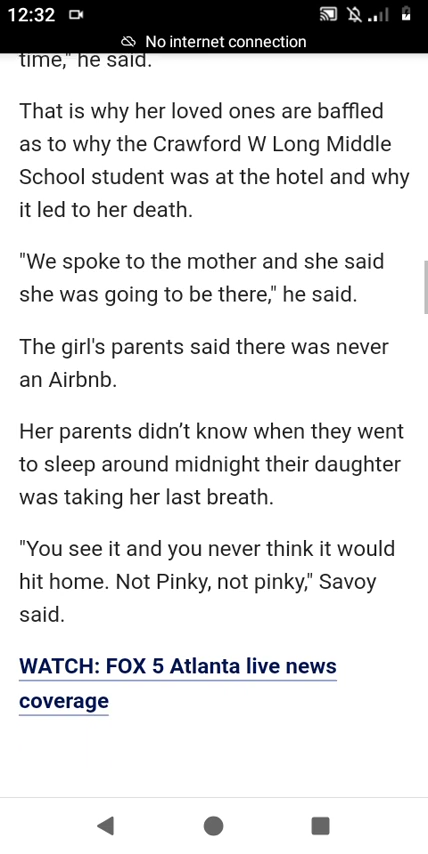 12:32
No internet connection
time," he said.
That is why her loved ones are baffled
as to why the Crawford W Long Middle
School student was at the hotel and why
it led to her death.
"We spoke to the mother and she said
she was going to be there," he said.
The girl's parents said there was never
an Airbnb.
Her parents didn’t know when they went
to sleep around midnight their daughter
was taking her last breath.
"You see it and you never think it would
hit home. Not Pinky, not pinky," Savoy
said.
WATCH: FOX 5 Atlanta live news
coverage